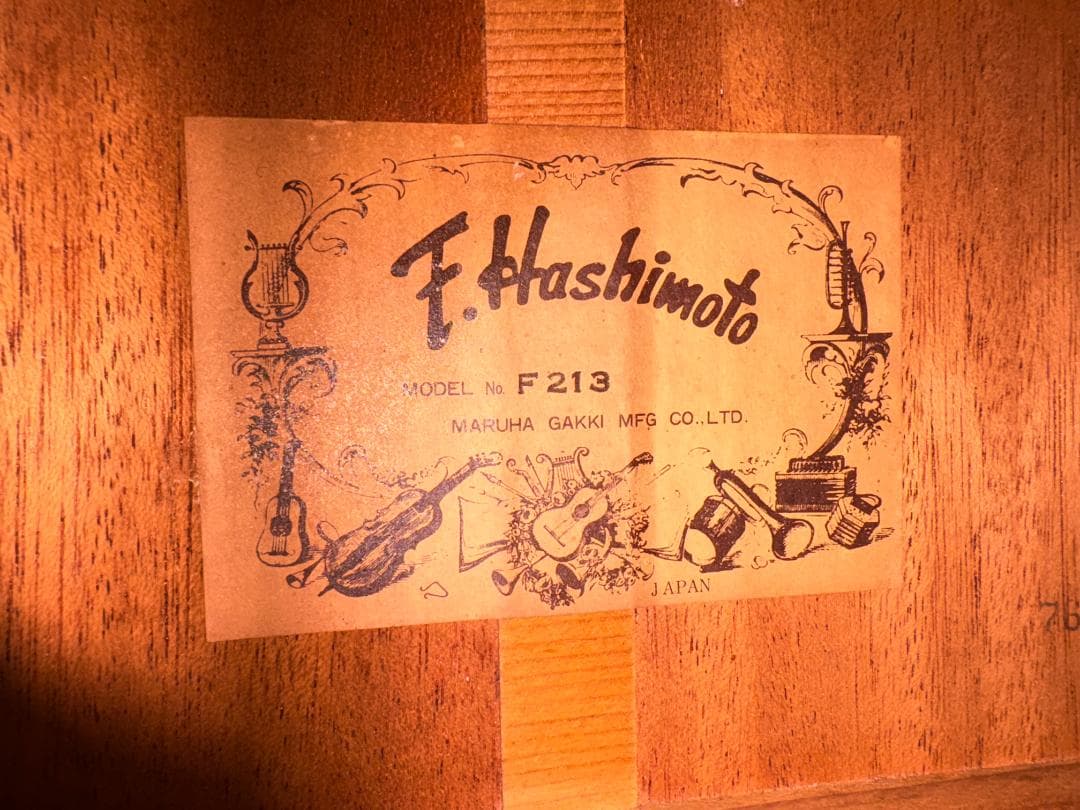 F. Hashimoto
MODEL No. F213
MARUHA GAKKI MFG CO.,LTD.
JAPAN